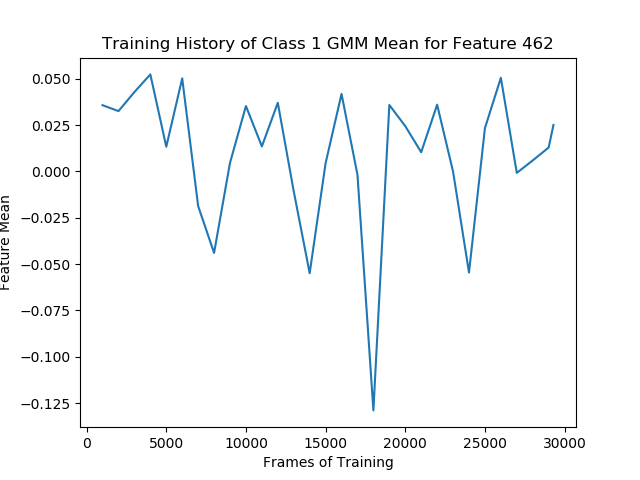 Training History of Class 1 GMM Mean for Feature 462
0.050
0.025
0.000
−0.025
−0.050
−0.075
−0.100
−0.125
Feature Mean
0 5000 10000 15000 20000 25000 30000
Frames of Training